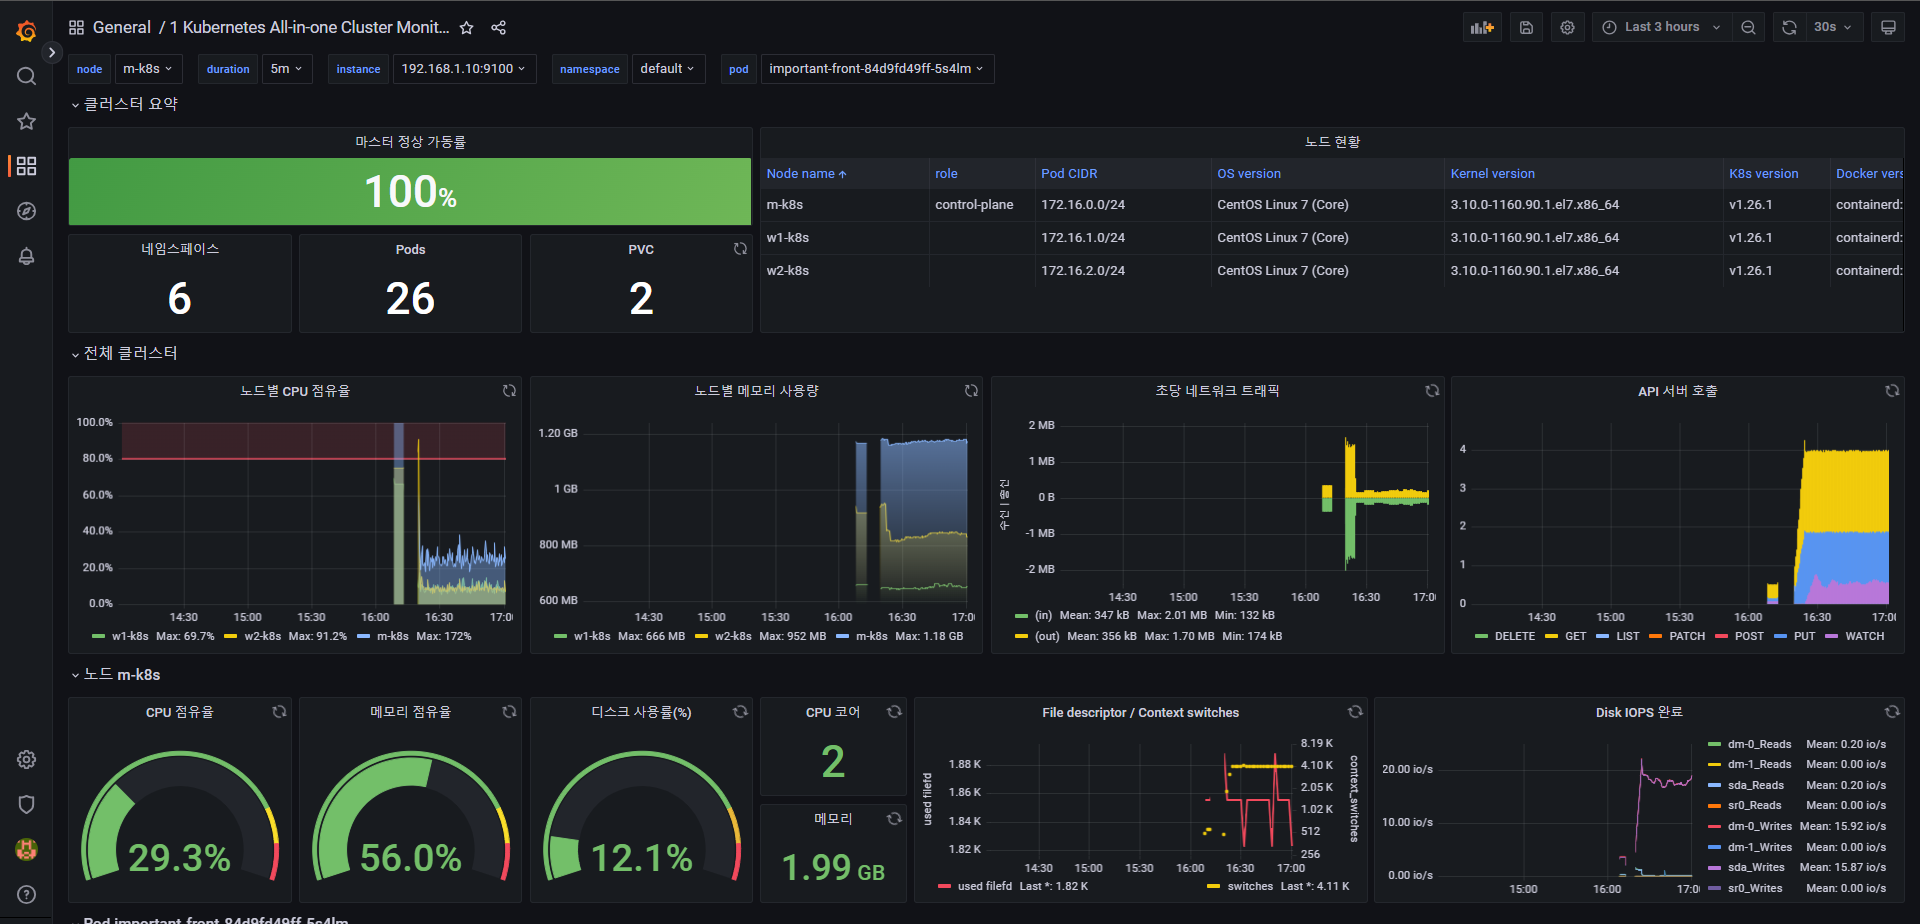 General / 1 Kubernetes All-in-one Cluster Monit...
Last 3 hours
30s
node m-k8s duration 5m instance 192.168.1.10:9100 namespace default pod important-front-84d9fd49ff-5s4lm
클러스터 요약
마스터 정상 가동률
100%
네임스페이스
6
Pods
26
PVC
2
노드 현황
Node name role Pod CIDR OS version Kernel version K8s version Docker vers
m-k8s control-plane 172.16.0.0/24 CentOS Linux 7 (Core) 3.10.0-1160.90.1.el7.x86_64 v1.26.1 containerd:
w1-k8s 172.16.1.0/24 CentOS Linux 7 (Core) 3.10.0-1160.90.1.el7.x86_64 v1.26.1 containerd:
w2-k8s 172.16.2.0/24 CentOS Linux 7 (Core) 3.10.0-1160.90.1.el7.x86_64 v1.26.1 containerd:
전체 클러스터
노드별 CPU 점유율
100.0%
80.0%
60.0%
40.0%
20.0%
0.0%
14:30 15:00 15:30 16:00 16:30 17:00
w1-k8s Max: 69.7% w2-k8s Max: 91.2% m-k8s Max: 172%
노드별 메모리 사용량
1.20 GB
1 GB
800 MB
600 MB
14:30 15:00 15:30 16:00 16:30 17:00
w1-k8s Max: 666 MB w2-k8s Max: 952 MB m-k8s Max: 1.18 GB
초당 네트워크 트래픽
수신 | 송신
2 MB
1 MB
0 B
-1 MB
-2 MB
14:30 15:00 15:30 16:00 16:30 17:00
(in) Mean: 347 kB Max: 2.01 MB Min: 132 kB
(out) Mean: 356 kB Max: 1.70 MB Min: 174 kB
API 서버 호출
4
3
2
1
0
14:30 15:00 15:30 16:00 16:30 17:00
DELETE GET LIST PATCH POST PUT WATCH
노드 m-k8s
CPU 점유율
29.3%
메모리 점유율
56.0%
디스크 사용률(%)
12.1%
CPU 코어
2
메모리
1.99 GB
File descriptor / Context switches
used filefd
1.88 K
1.86 K
1.84 K
1.82 K
8.19 K
4.10 K
2.05 K
1.02 K
512
256
context_switches
14:30 15:00 15:30 16:00 16:30 17:00
used filefd Last *: 1.82 K switches Last *: 4.11 K
Disk IOPS 완료
20.00 io/s
10.00 io/s
0.00 io/s
15:00 16:00 17:00
dm-0_Reads Mean: 0.20 io/s
dm-1_Reads Mean: 0.00 io/s
sda_Reads Mean: 0.20 io/s
sr0_Reads Mean: 0.00 io/s
dm-0_Writes Mean: 15.92 io/s
dm-1_Writes Mean: 0.00 io/s
sda_Writes Mean: 15.87 io/s
sr0_Writes Mean: 0.00 io/s
Pod important-front-84d9fd49ff-5s4lm